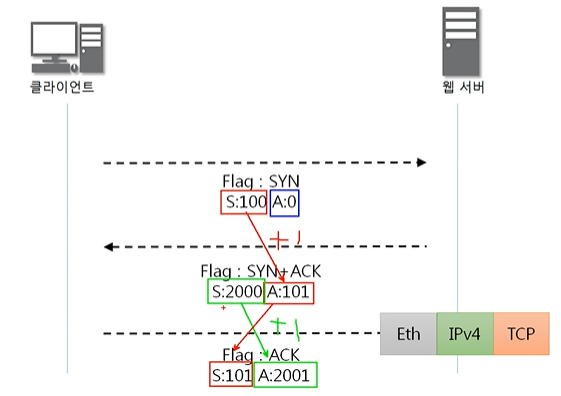 클라이언트
웹 서버
Flag : SYN
S:100 A:0
+1
Flag : SYN+ACK
S:2000 A:101
+1
Eth IPv4 TCP
Flag : ACK
S:101 A:2001